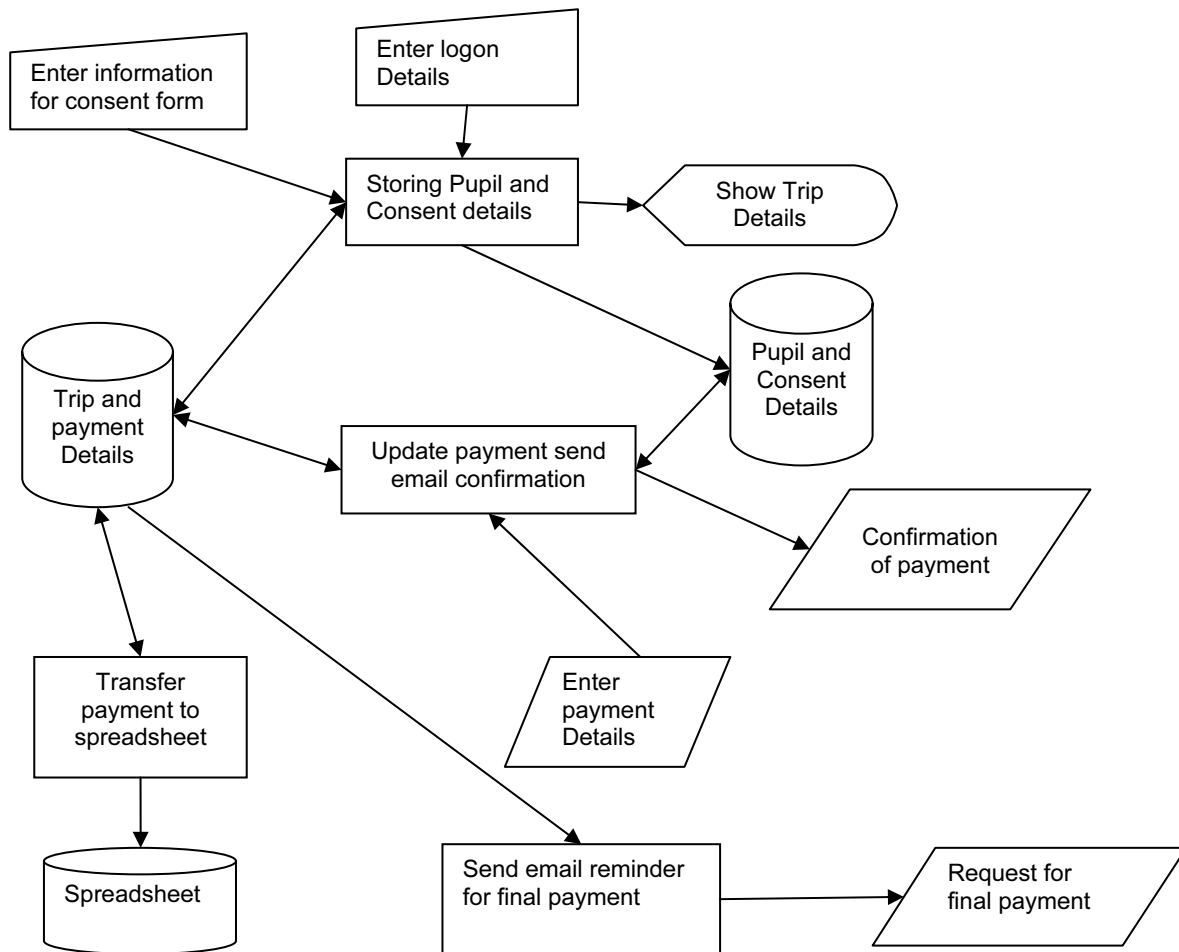 Enter information
for consent form
Enter logon
Details
Storing Pupil and
Consent details
Show Trip
Details
Trip and
payment
Details
Pupil and
Consent
Details
Update payment send
email confirmation
Confirmation
of payment
Transfer
payment to
spreadsheet
Enter
payment
Details
Spreadsheet
Send email reminder
for final payment
Request for
final payment